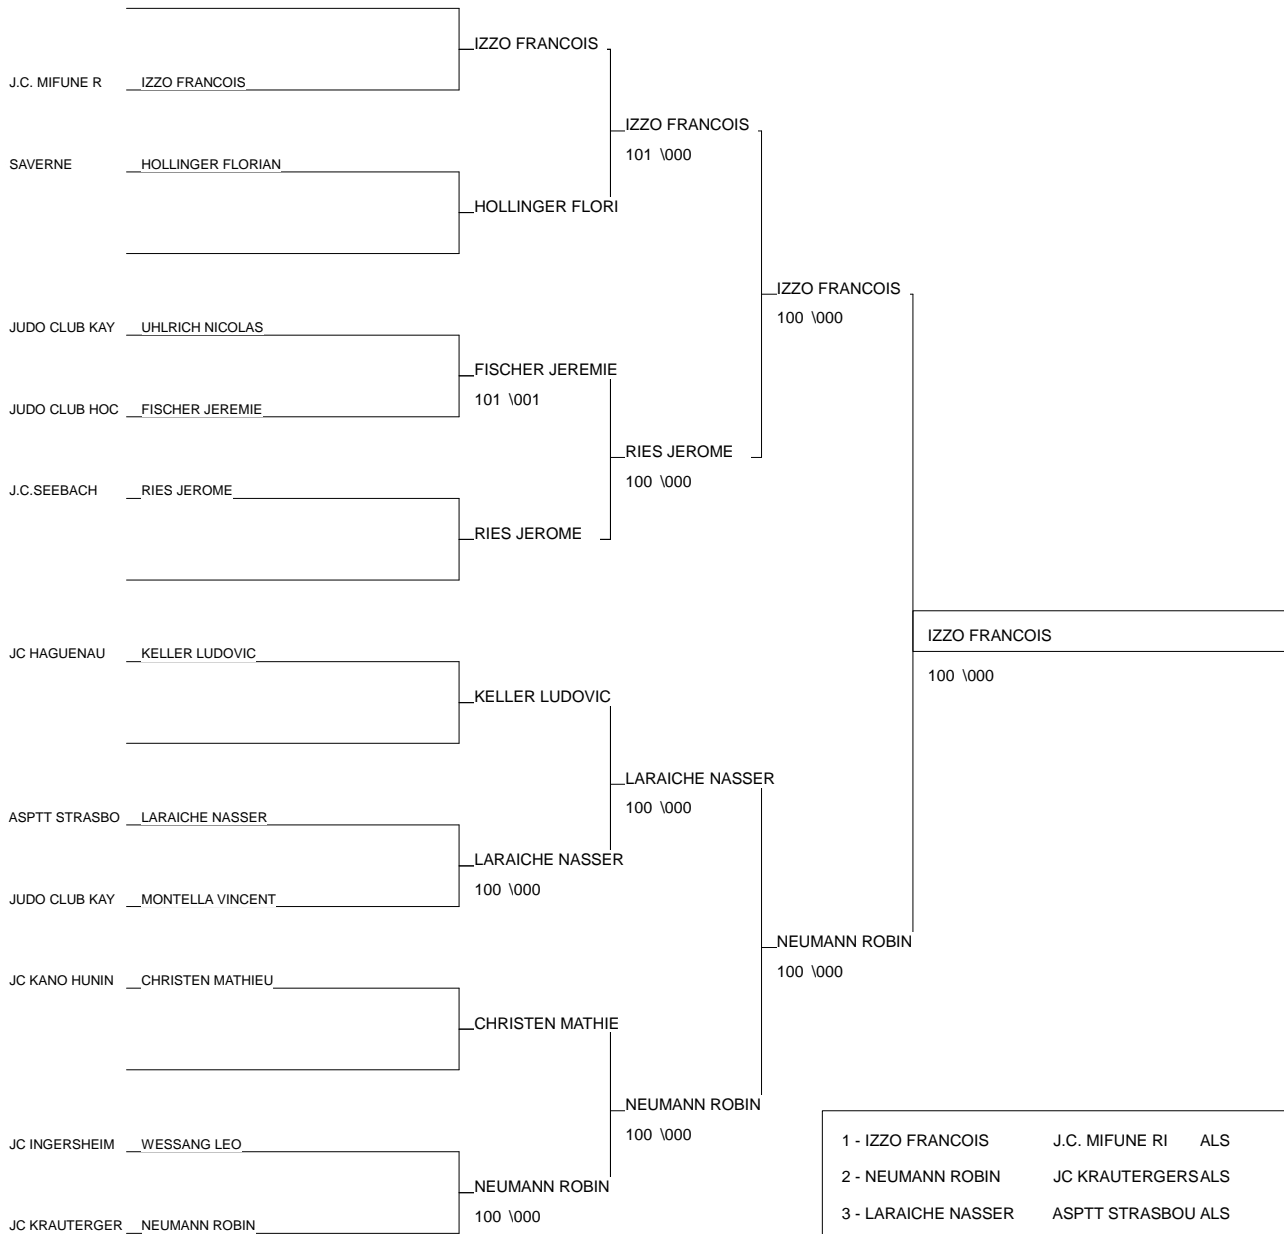 IZZO FRANCOIS
J.C. MIFUNE R IZZO FRANCOIS
IZZO FRANCOIS
101 \000
SAVERNE HOLLINGER FLORIAN
HOLLINGER FLORI
IZZO FRANCOIS
100 \000
JUDO CLUB KAY UHLRICH NICOLAS
FISCHER JEREMIE
101 \001
JUDO CLUB HOC FISCHER JEREMIE
RIES JEROME
100 \000
J.C.SEEBACH RIES JEROME
RIES JEROME
IZZO FRANCOIS
100 \000
JC HAGUENAU KELLER LUDOVIC
KELLER LUDOVIC
LARAICHE NASSER
100 \000
ASPTT STRASBO LARAICHE NASSER
LARAICHE NASSER
100 \000
JUDO CLUB KAY MONTELLA VINCENT
NEUMANN ROBIN
100 \000
JC KANO HUNIN CHRISTEN MATHIEU
CHRISTEN MATHIE
NEUMANN ROBIN
100 \000
JC INGERSHEIM WESSANG LEO
NEUMANN ROBIN
100 \000
JC KRAUTERGER NEUMANN ROBIN
1 - IZZO FRANCOIS J.C. MIFUNE RI ALS
2 - NEUMANN ROBIN JC KRAUTERGERSALS
3 - LARAICHE NASSER ASPTT STRASBOU ALS